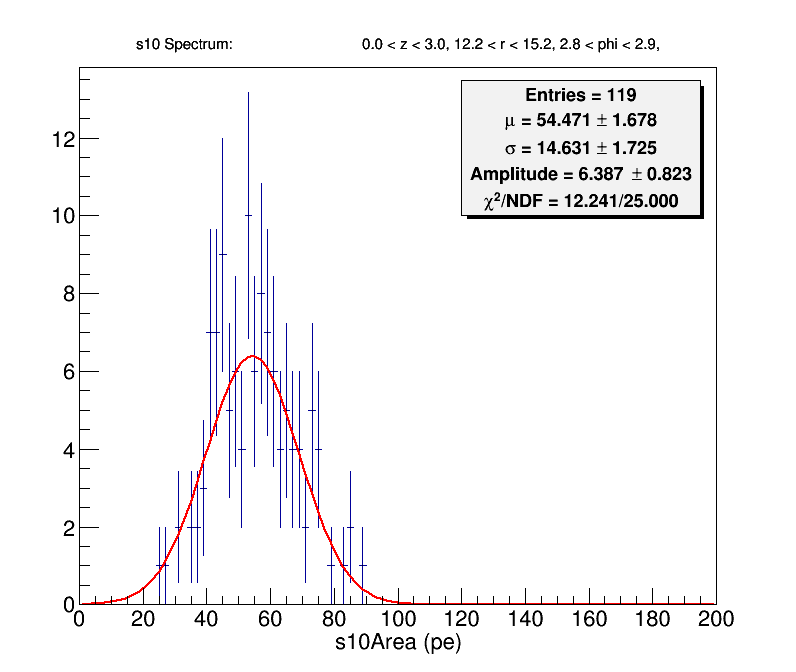 s10 Spectrum: 0.0 < z < 3.0, 12.2 < r < 15.2, 2.8 < phi < 2.9,
Entries = 119
μ = 54.471 ± 1.678
σ = 14.631 ± 1.725
Amplitude = 6.387 ± 0.823
χ²/NDF = 12.241/25.000
12
10
8
6
4
2
0
0 20 40 60 80 100 120 140 160 180 200
s10Area (pe)